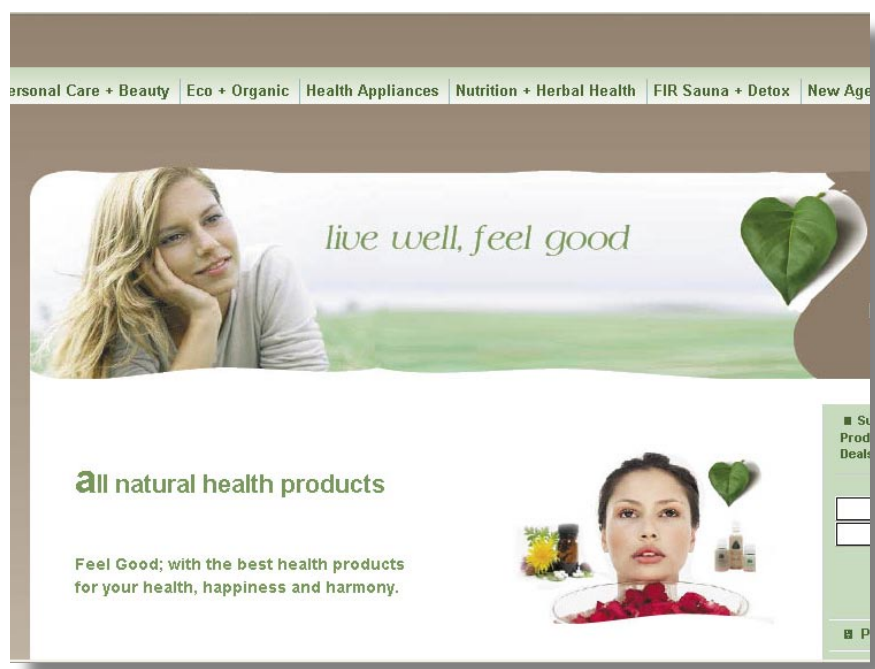 ersonal Care + Beauty
Eco + Organic
Health Appliances
Nutrition + Herbal Health
FIR Sauna + Detox
New Age
live well, feel good
all natural health products
Feel Good; with the best health products
for your health, happiness and harmony.
Su
Prod
Deals
P